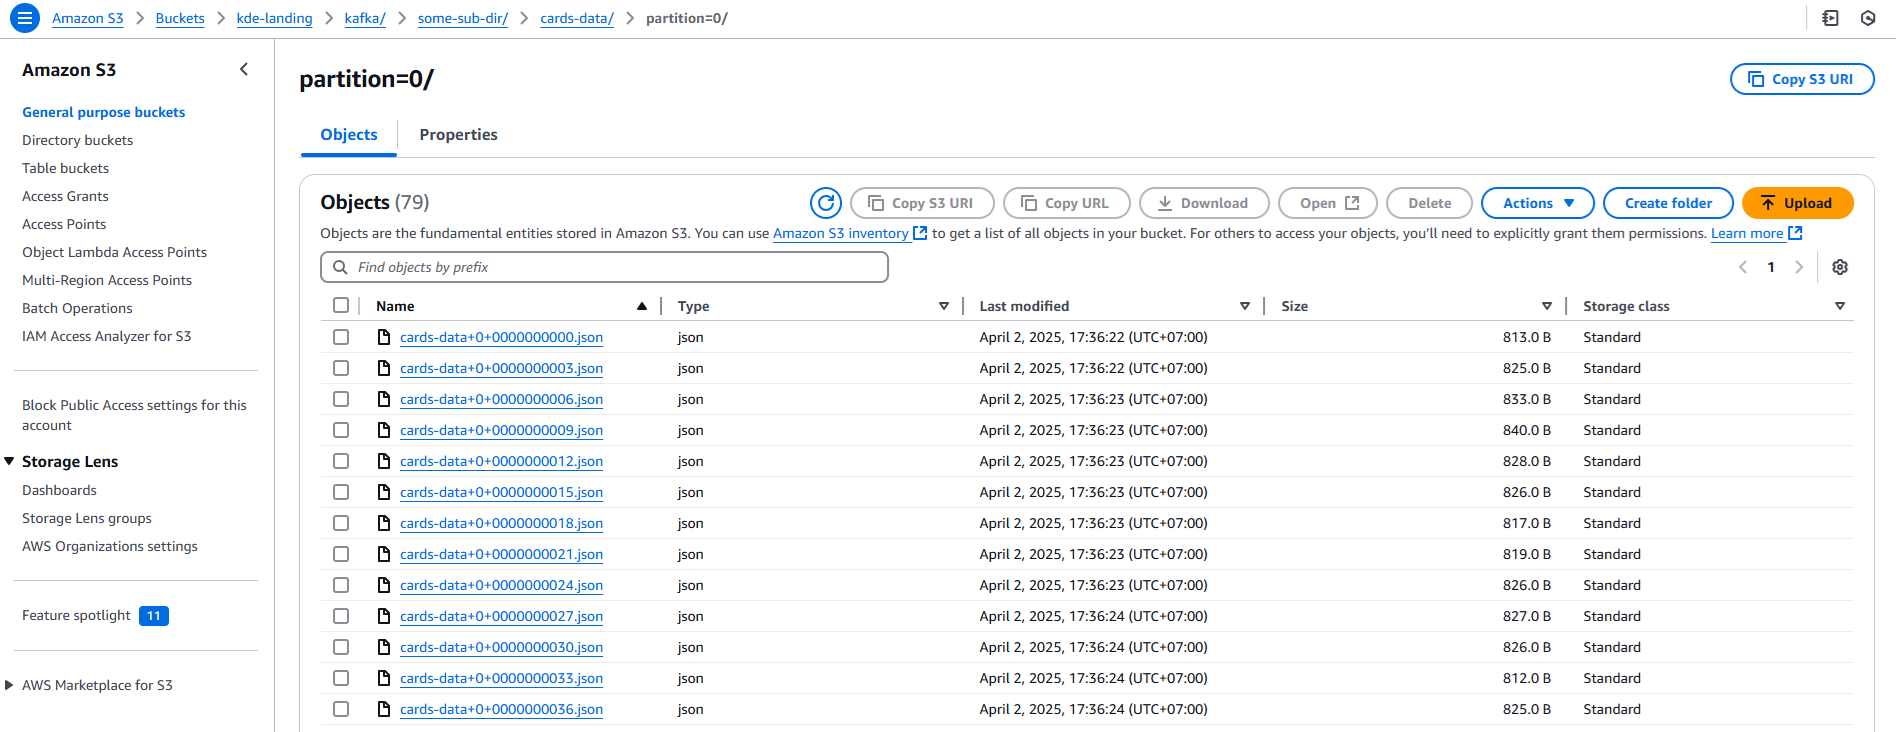 Amazon S3 > Buckets > kde-landing > kafka/ > some-sub-dir/ > cards-data/ > partition=0/
Amazon S3
General purpose buckets
Directory buckets
Table buckets
Access Grants
Access Points
Object Lambda Access Points
Multi-Region Access Points
Batch Operations
IAM Access Analyzer for S3
Block Public Access settings for this
account
Storage Lens
Dashboards
Storage Lens groups
AWS Organizations settings
Feature spotlight 11
AWS Marketplace for S3
partition=0/
Copy S3 URI
Objects Properties
Objects (79)
Copy S3 URI Copy URL Download Open Delete Actions Create folder Upload
Objects are the fundamental entities stored in Amazon S3. You can use Amazon S3 inventory to get a list of all objects in your bucket. For others to access your objects, you'll need to explicitly grant them permissions. Learn more
Find objects by prefix
1
Name Type Last modified Size Storage class
cards-data+0+0000000000.json json April 2, 2025, 17:36:22 (UTC+07:00) 813.0 B Standard
cards-data+0+0000000003.json json April 2, 2025, 17:36:22 (UTC+07:00) 825.0 B Standard
cards-data+0+0000000006.json json April 2, 2025, 17:36:23 (UTC+07:00) 833.0 B Standard
cards-data+0+0000000009.json json April 2, 2025, 17:36:23 (UTC+07:00) 840.0 B Standard
cards-data+0+0000000012.json json April 2, 2025, 17:36:23 (UTC+07:00) 828.0 B Standard
cards-data+0+0000000015.json json April 2, 2025, 17:36:23 (UTC+07:00) 826.0 B Standard
cards-data+0+0000000018.json json April 2, 2025, 17:36:23 (UTC+07:00) 817.0 B Standard
cards-data+0+0000000021.json json April 2, 2025, 17:36:23 (UTC+07:00) 819.0 B Standard
cards-data+0+0000000024.json json April 2, 2025, 17:36:23 (UTC+07:00) 826.0 B Standard
cards-data+0+0000000027.json json April 2, 2025, 17:36:24 (UTC+07:00) 827.0 B Standard
cards-data+0+0000000030.json json April 2, 2025, 17:36:24 (UTC+07:00) 826.0 B Standard
cards-data+0+0000000033.json json April 2, 2025, 17:36:24 (UTC+07:00) 812.0 B Standard
cards-data+0+0000000036.json json April 2, 2025, 17:36:24 (UTC+07:00) 825.0 B Standard